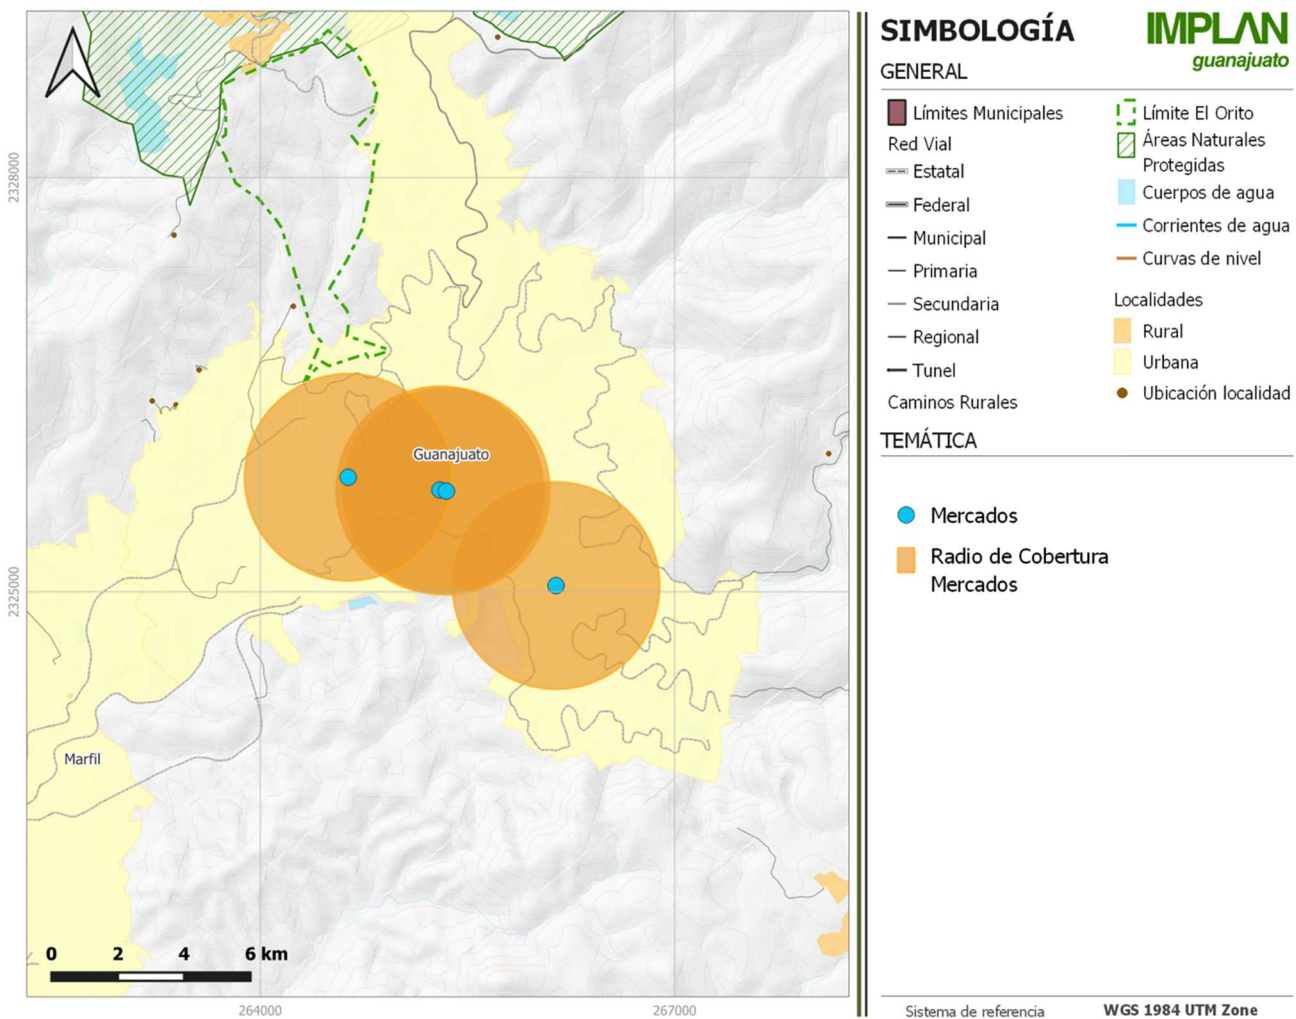 SIMBOLOGÍA
IMPLAN
guanajuato
GENERAL
Límites Municipales
Red Vial
Estatal
Federal
Municipal
Primaria
Secundaria
Regional
Tunel
Caminos Rurales
Límite El Orito
Áreas Naturales
Protegidas
Cuerpos de agua
Corrientes de agua
Curvas de nivel
Localidades
Rural
Urbana
Ubicación localidad
TEMÁTICA
Mercados
Radio de Cobertura
Mercados
Sistema de referencia
WGS 1984 UTM Zone
2328000
2325000
Guanajuato
Marfil
0 2 4 6 km
264000
267000